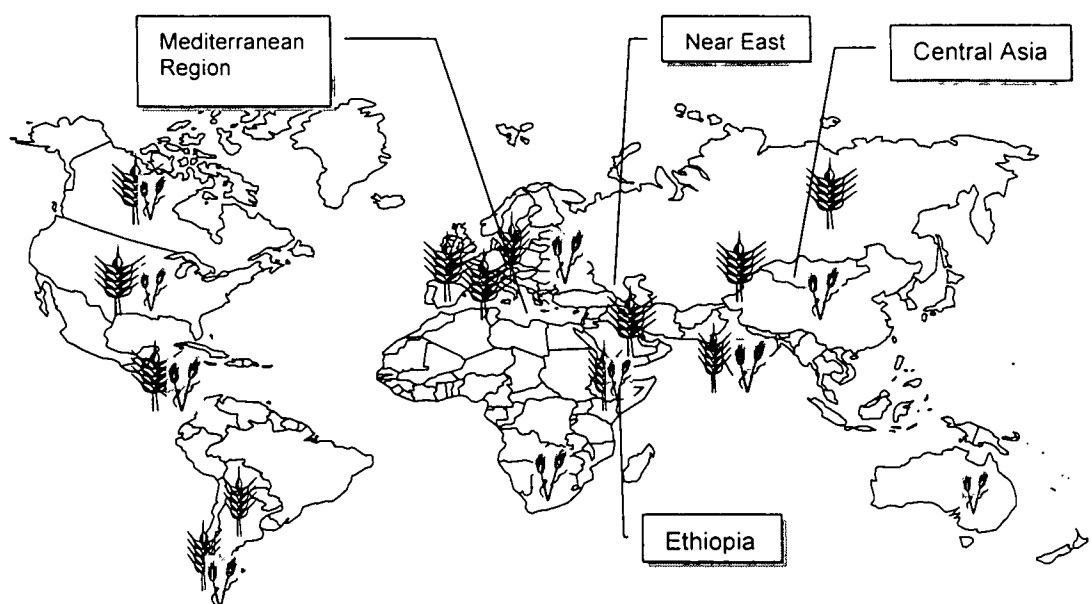 Mediterranean
Region
Near East
Central Asia
Ethiopia